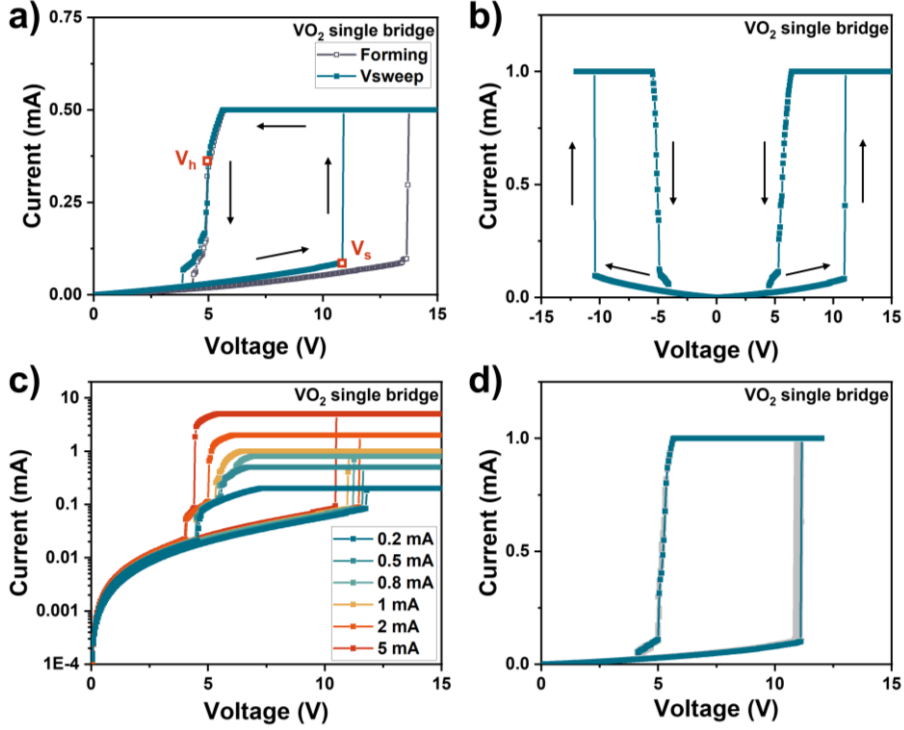 a)
VO₂ single bridge
Forming
Vsweep
Vₕ
Vₛ
0.75
0.50
0.25
0.00
0
5
10
15
Current (mA)
Voltage (V)
b)
VO₂ single bridge
1.0
0.5
0.0
-15
-10
-5
0
5
10
15
Current (mA)
Voltage (V)
c)
VO₂ single bridge
10
1
0.1
0.01
0.001
1E-4
0
5
10
15
0.2 mA
0.5 mA
0.8 mA
1 mA
2 mA
5 mA
Current (mA)
Voltage (V)
d)
VO₂ single bridge
1.0
0.5
0.0
0
5
10
15
Current (mA)
Voltage (V)